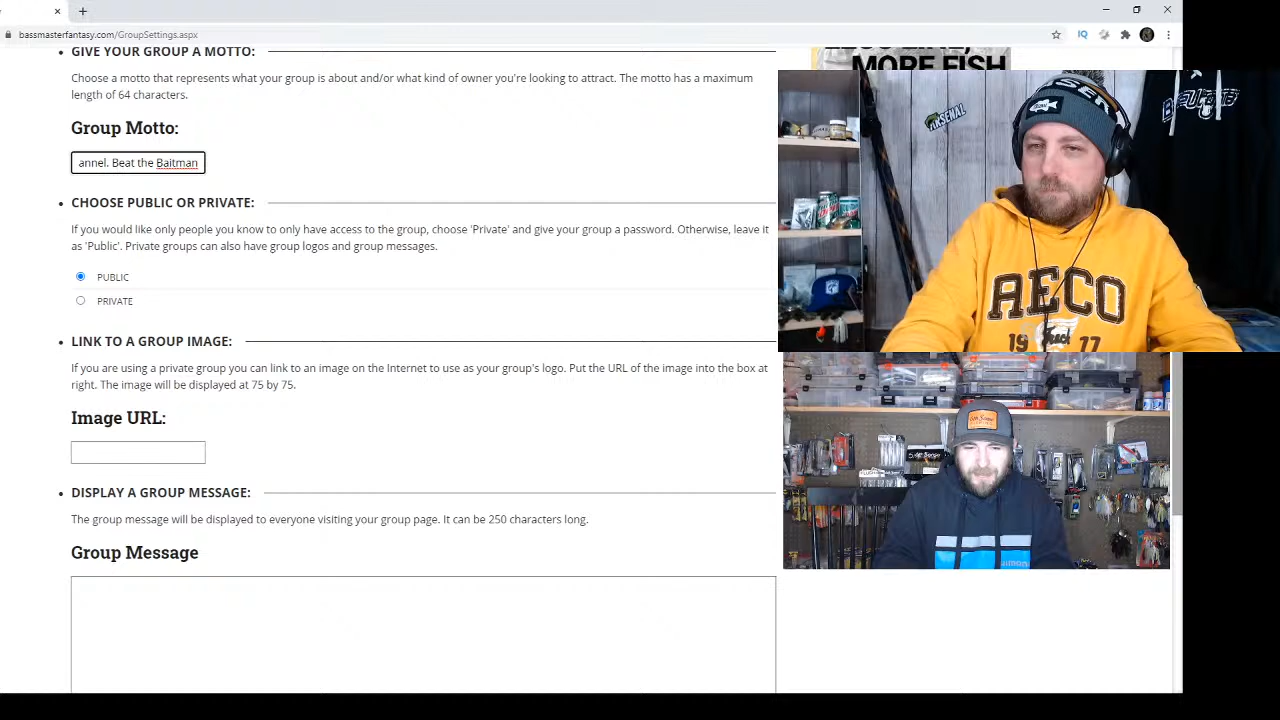 bassmasterfantasy.com/GroupSettings.aspx
GIVE YOUR GROUP A MOTTO:
Choose a motto that represents what your group is about and/or what kind of owner you're looking to attract. The motto has a maximum
length of 64 characters.
Group Motto:
annel. Beat the Baitman
CHOOSE PUBLIC OR PRIVATE:
If you would like only people you know to only have access to the group, choose 'Private' and give your group a password. Otherwise, leave it
as 'Public'. Private groups can also have group logos and group messages.
PUBLIC
PRIVATE
LINK TO A GROUP IMAGE:
If you are using a private group you can link to an image on the Internet to use as your group's logo. Put the URL of the image into the box at
right. The image will be displayed at 75 by 75.
Image URL:
DISPLAY A GROUP MESSAGE:
The group message will be displayed to everyone visiting your group page. It can be 250 characters long.
Group Message
MORE FISH
IQ
ARSENAL
AECO
19 Track 77